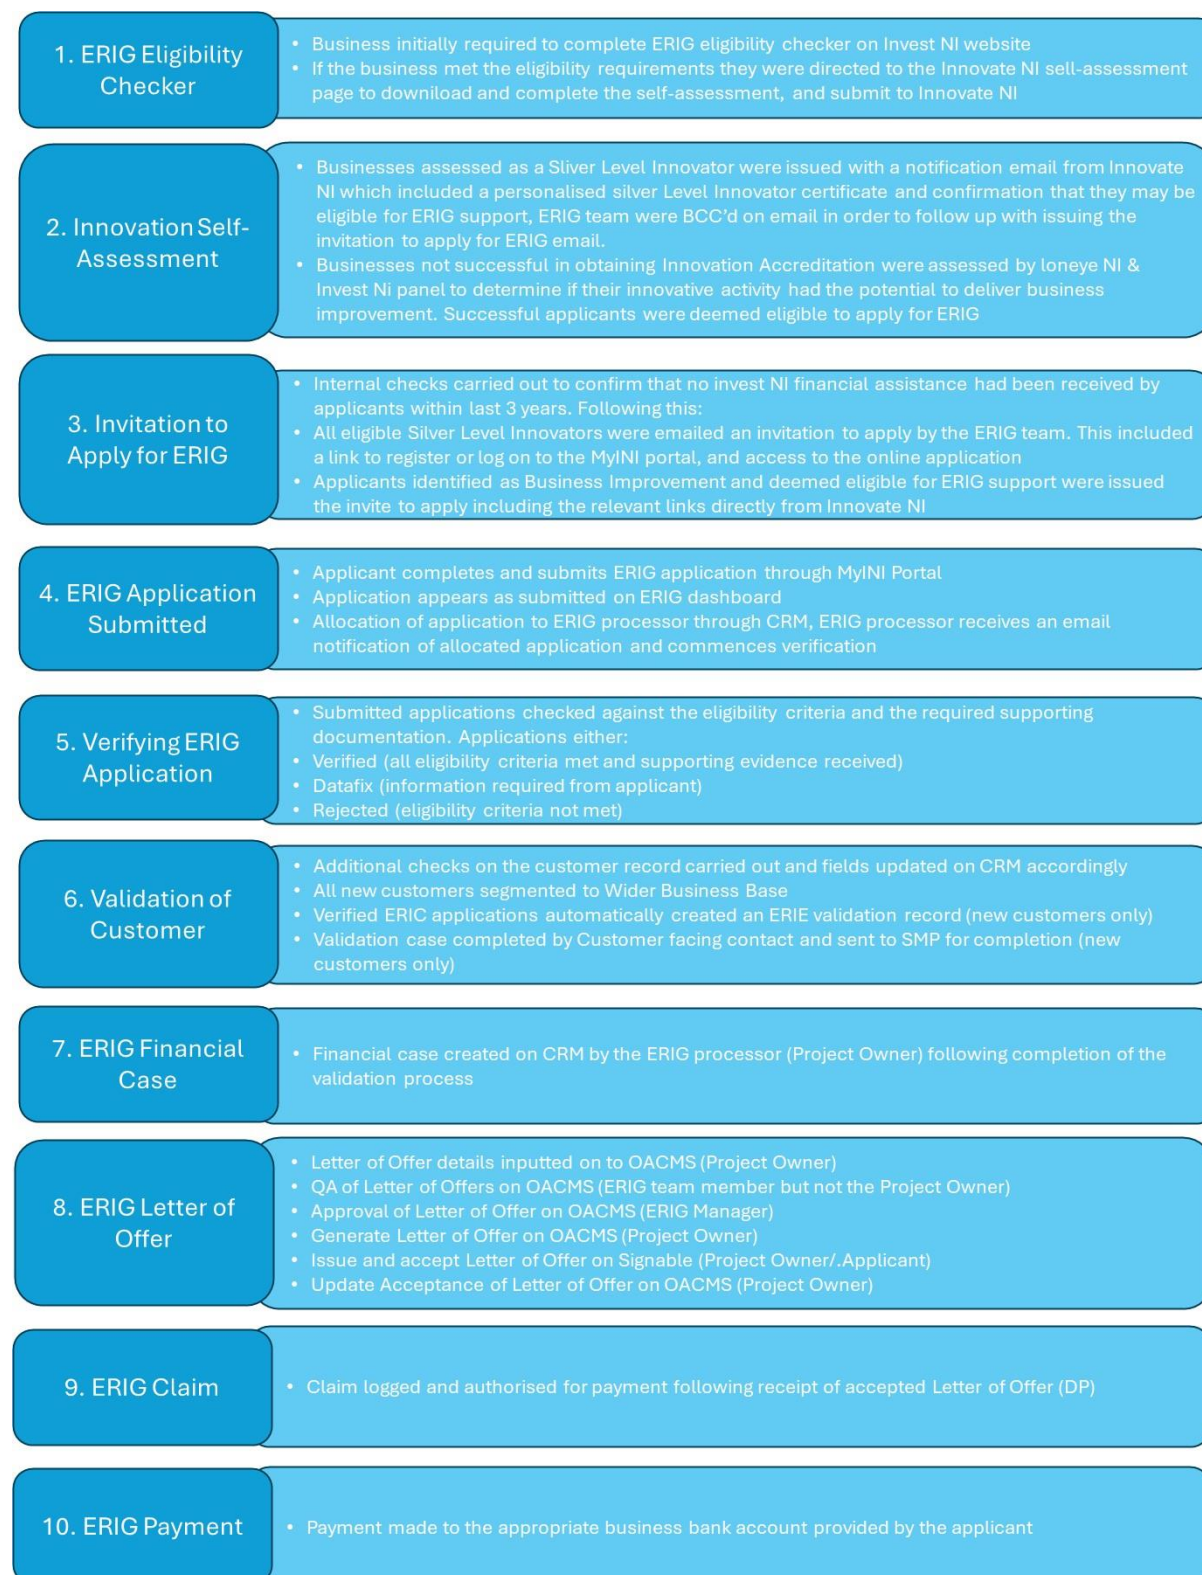 1. ERIG Eligibility
Checker
• Business initially required to complete ERIG eligibility checker on Invest NI website
• If the business met the eligibility requirements they were directed to the Innovate NI sell-assessment
page to downiload and complete the self-assessment, and submit to Innovate NI
2. Innovation Self-
Assessment
• Businesses assessed as a Sliver Level Innovator were issued with a notification email from Innovate
NI which included a personalised silver Level Innovator certificate and confirmation that they may be
eligible for ERIG support, ERIG team were BCC'd on email in order to follow up with issuing the
invitation to apply for ERIG email.
• Businesses not successful in obtaining Innovation Accreditation were assessed by loneye NI &
Invest Ni panel to determine if their innovative activity had the potential to deliver business
improvement. Successful applicants were deemed eligible to apply for ERIG
3. Invitation to
Apply for ERIG
• Internal checks carried out to confirm that no invest NI financial assistance had been received by
applicants within last 3 years. Following this:
• All eligible Silver Level Innovators were emailed an invitation to apply by the ERIG team. This included
a link to register or log on to the MyINI portal, and access to the online application
• Applicants identified as Business Improvement and deemed eligible for ERIG support were issued
the invite to apply including the relevant links directly from Innovate NI
4. ERIG Application
Submitted
• Applicant completes and submits ERIG application through MyINI Portal
• Application appears as submitted on ERIG dashboard
• Allocation of application to ERIG processor through CRM, ERIG processor receives an email
notification of allocated application and commences verification
5. Verifying ERIG
Application
• Submitted applications checked against the eligibility criteria and the required supporting
documentation. Applications either:
• Verified (all eligibility criteria met and supporting evidence received)
• Datafix (information required from applicant)
• Rejected (eligibility criteria not met)
6. Validation of
Customer
• Additional checks on the customer record carried out and fields updated on CRM accordingly
• All new customers segmented to Wider Business Base
• Verified ERIC applications automatically created an ERIE validation record (new customers only)
• Validation case completed by Customer facing contact and sent to SMP for completion (new
customers only)
7. ERIG Financial
Case
• Financial case created on CRM by the ERIG processor (Project Owner) following completion of the
validation process
8. ERIG Letter of
Offer
• Letter of Offer details inputted on to OACMS (Project Owner)
• QA of Letter of Offers on OACMS (ERIG team member but not the Project Owner)
• Approval of Letter of Offer on OACMS (ERIG Manager)
• Generate Letter of Offer on OACMS (Project Owner)
• Issue and accept Letter of Offer on Signable (Project Owner/.Applicant)
• Update Acceptance of Letter of Offer on OACMS (Project Owner)
9. ERIG Claim
• Claim logged and authorised for payment following receipt of accepted Letter of Offer (DP)
10. ERIG Payment
• Payment made to the appropriate business bank account provided by the applicant